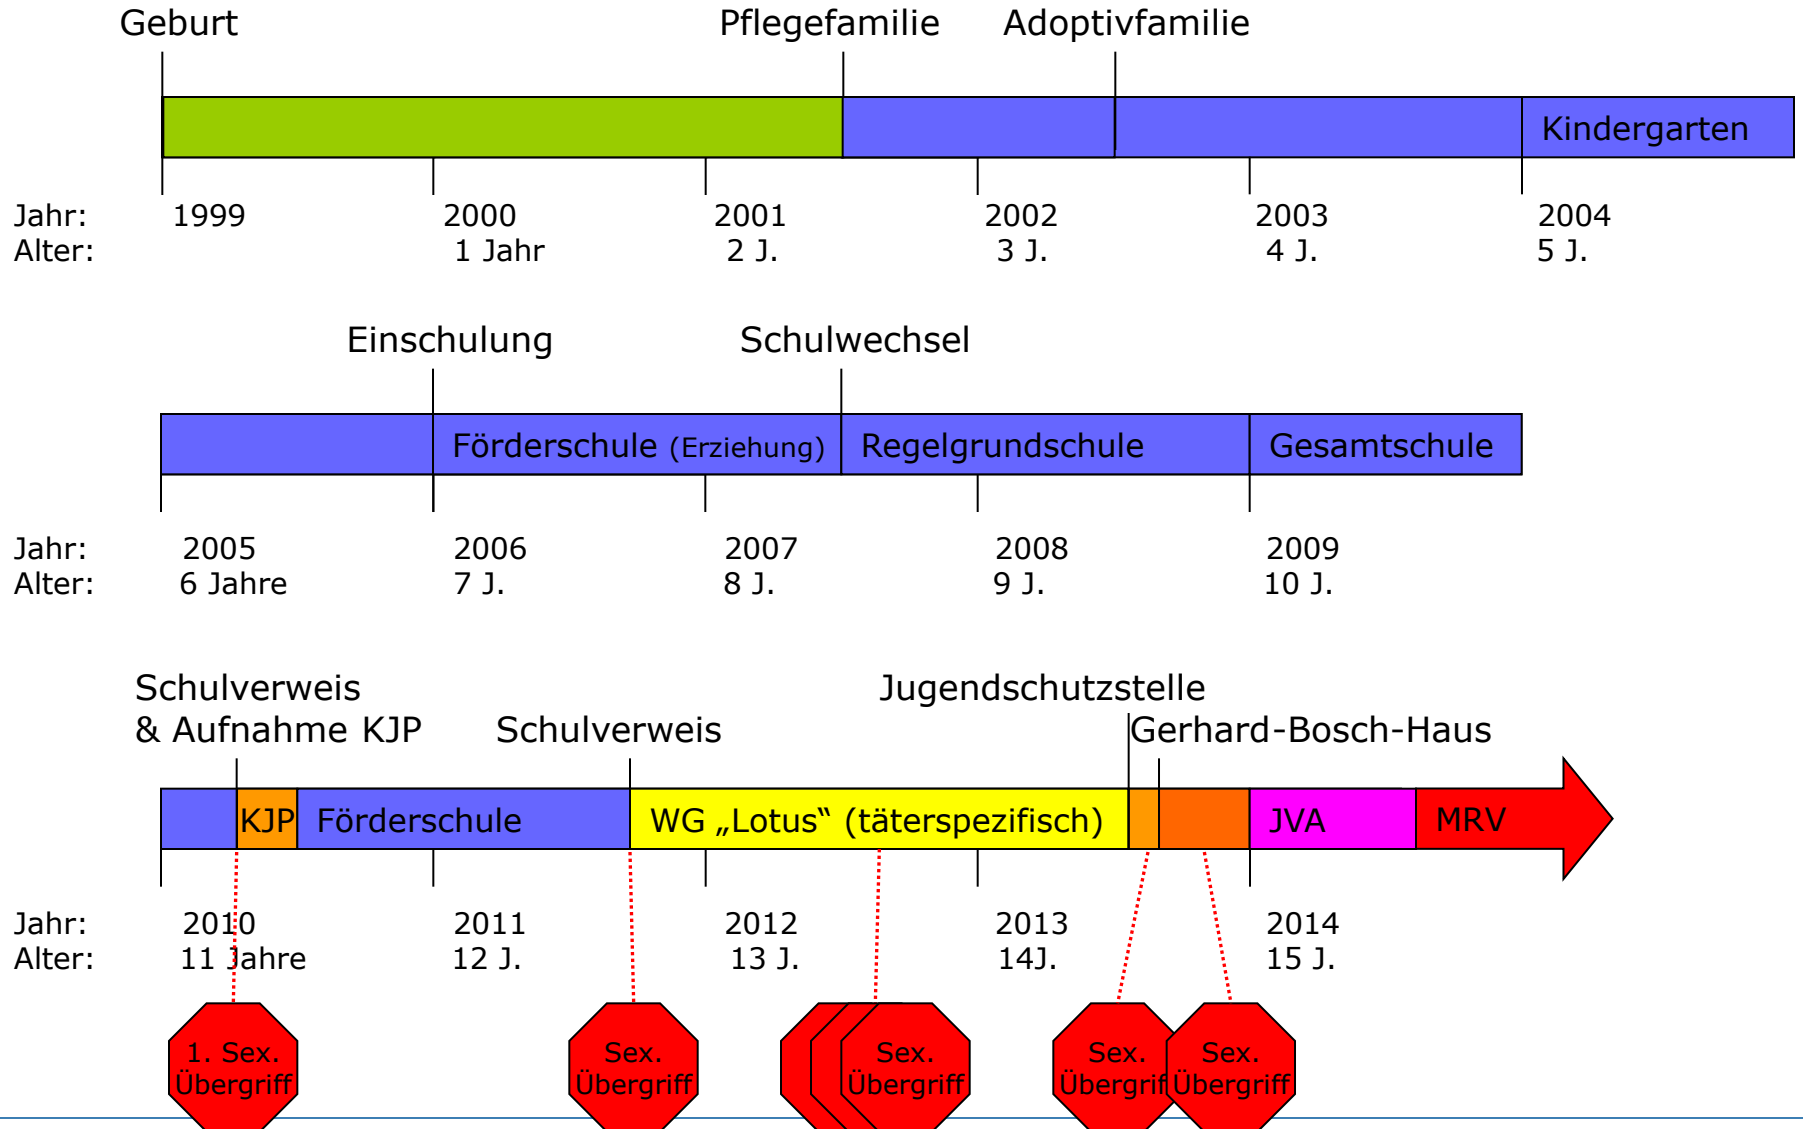 Geburt
Pflegefamilie
Adoptivfamilie
Kindergarten
Jahr: 1999 2000 2001 2002 2003 2004
Alter: 1 Jahr 2 J. 3 J. 4 J. 5 J.
Einschulung
Schulwechsel
Förderschule (Erziehung)
Regelgrundschule
Gesamtschule
Jahr: 2005 2006 2007 2008 2009
Alter: 6 Jahre 7 J. 8 J. 9 J. 10 J.
Schulverweis
& Aufnahme KJP
Schulverweis
Jugendschutzstelle
Gerhard-Bosch-Haus
KJP
Förderschule
WG „Lotus“ (täterspezifisch)
JVA
MRV
Jahr: 2010 2011 2012 2013 2014
Alter: 11 Jahre 12 J. 13 J. 14J. 15 J.
1. Sex.
Übergriff
Sex.
Übergriff
Sex.
Übergriff
Sex.
Übergriff
Sex.
Übergriff